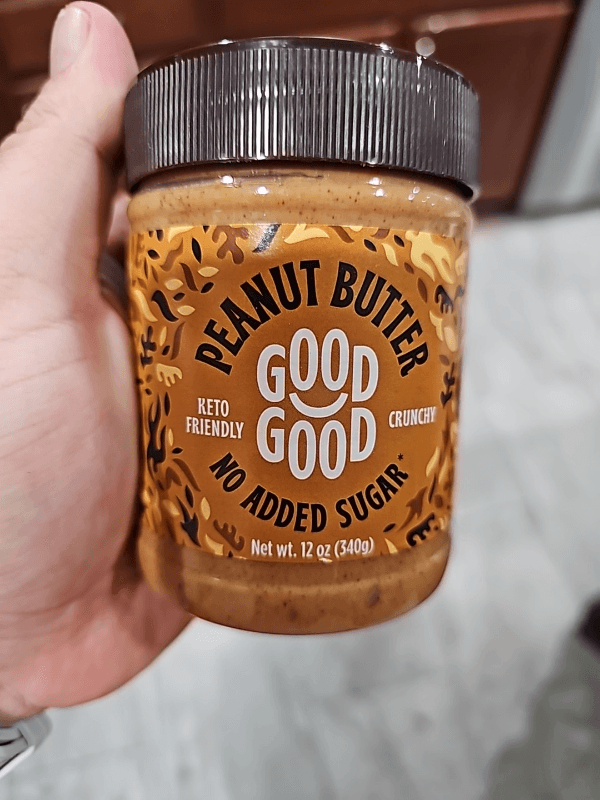 PEANUT BUTTER
GOOD
GOOD
KETO
FRIENDLY
CRUNCHY
NO ADDED SUGAR*
Net wt. 12 oz (340g)